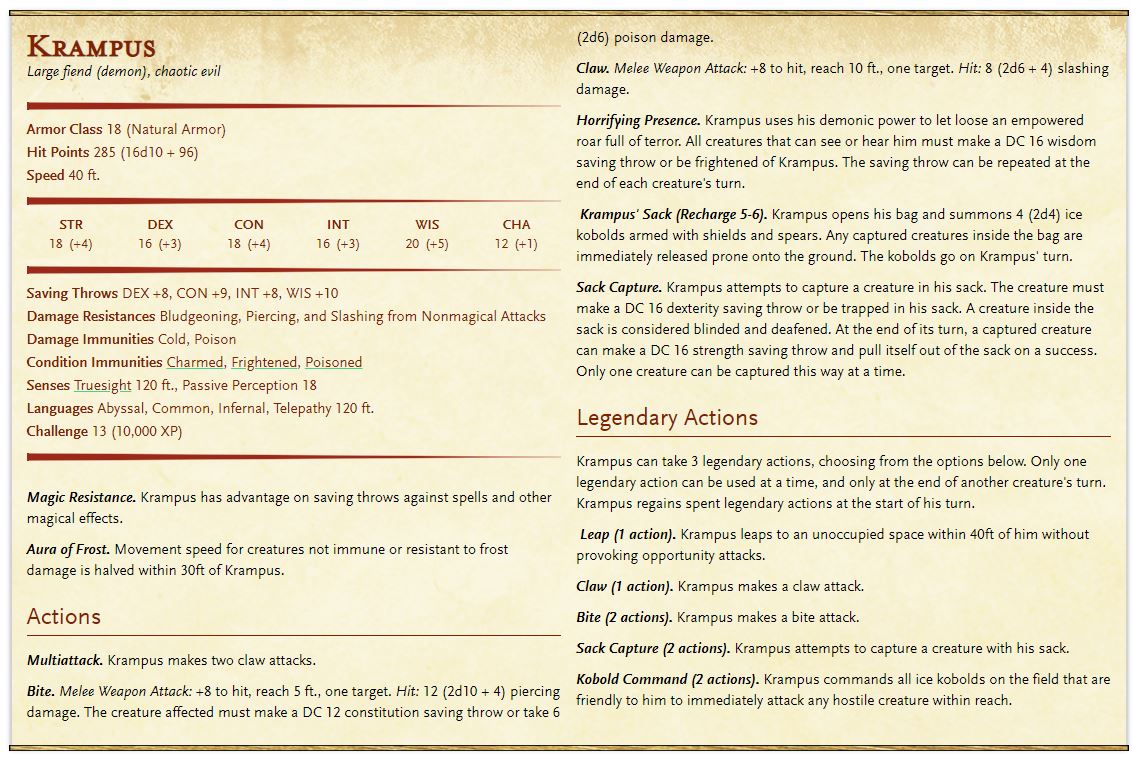 Krampus
Large fiend (demon), chaotic evil
Armor Class 18 (Natural Armor)
Hit Points 285 (16d10 + 96)
Speed 40 ft.
STR DEX CON INT WIS CHA
18 (+4) 16 (+3) 18 (+4) 16 (+3) 20 (+5) 12 (+1)
Saving Throws DEX +8, CON +9, INT +8, WIS +10
Damage Resistances Bludgeoning, Piercing, and Slashing from Nonmagical Attacks
Damage Immunities Cold, Poison
Condition Immunities Charmed, Frightened, Poisoned
Senses Truesight 120 ft., Passive Perception 18
Languages Abyssal, Common, Infernal, Telepathy 120 ft.
Challenge 13 (10,000 XP)
Magic Resistance. Krampus has advantage on saving throws against spells and other
magical effects.
Aura of Frost. Movement speed for creatures not immune or resistant to frost
damage is halved within 30ft of Krampus.
Actions
Multiattack. Krampus makes two claw attacks.
Bite. Melee Weapon Attack: +8 to hit, reach 5 ft., one target. Hit: 12 (2d10 + 4) piercing
damage. The creature affected must make a DC 12 constitution saving throw or take 6
(2d6) poison damage.
Claw. Melee Weapon Attack: +8 to hit, reach 10 ft., one target. Hit: 8 (2d6 + 4) slashing
damage.
Horrifying Presence. Krampus uses his demonic power to let loose an empowered
roar full of terror. All creatures that can see or hear him must make a DC 16 wisdom
saving throw or be frightened of Krampus. The saving throw can be repeated at the
end of each creature's turn.
Krampus' Sack (Recharge 5-6). Krampus opens his bag and summons 4 (2d4) ice
kobolds armed with shields and spears. Any captured creatures inside the bag are
immediately released prone onto the ground. The kobolds go on Krampus' turn.
Sack Capture. Krampus attempts to capture a creature in his sack. The creature must
make a DC 16 dexterity saving throw or be trapped in his sack. A creature inside the
sack is considered blinded and deafened. At the end of its turn, a captured creature
can make a DC 16 strength saving throw and pull itself out of the sack on a success.
Only one creature can be captured this way at a time.
Legendary Actions
Krampus can take 3 legendary actions, choosing from the options below. Only one
legendary action can be used at a time, and only at the end of another creature's turn.
Krampus regains spent legendary actions at the start of his turn.
Leap (1 action). Krampus leaps to an unoccupied space within 40ft of him without
provoking opportunity attacks.
Claw (1 action). Krampus makes a claw attack.
Bite (2 actions). Krampus makes a bite attack.
Sack Capture (2 actions). Krampus attempts to capture a creature with his sack.
Kobold Command (2 actions). Krampus commands all ice kobolds on the field that are
friendly to him to immediately attack any hostile creature within reach.